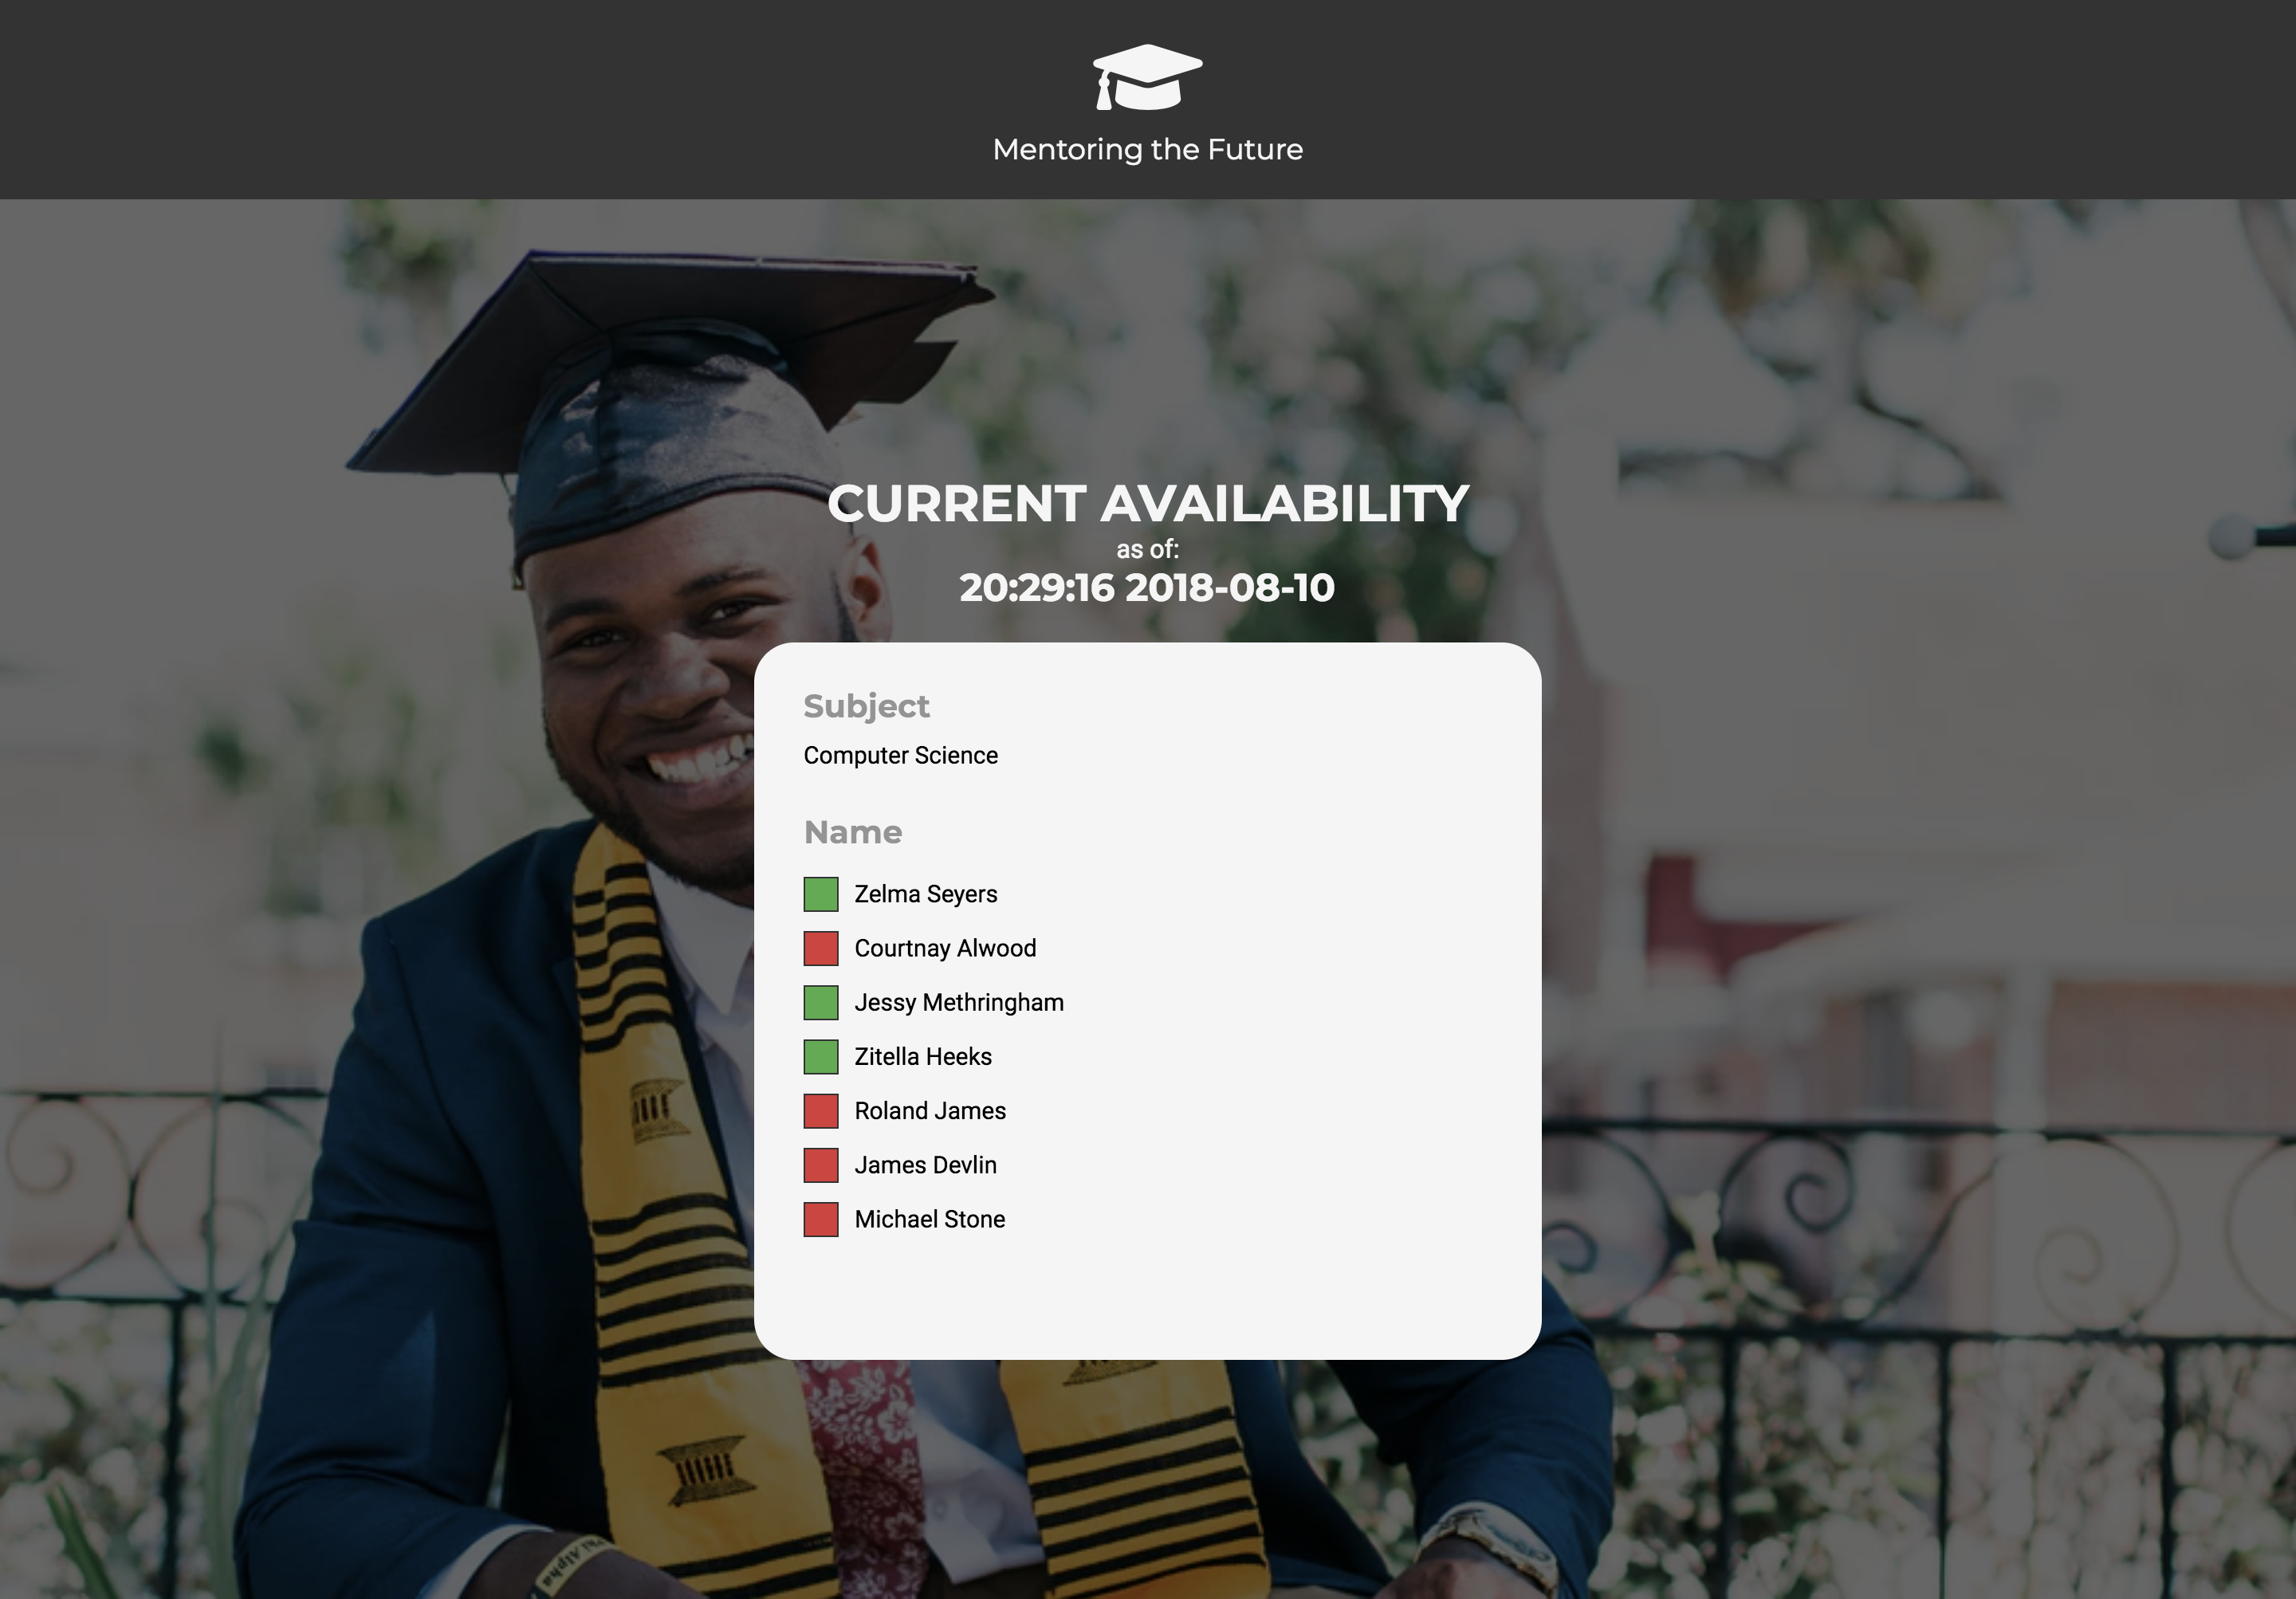 Mentoring the Future
CURRENT AVAILABILITY
as of:
20:29:16 2018-08-10
Subject
Computer Science
Name
Zelma Seyers
Courtnay Alwood
Jessy Methringham
Zitella Heeks
Roland James
James Devlin
Michael Stone
Alpha